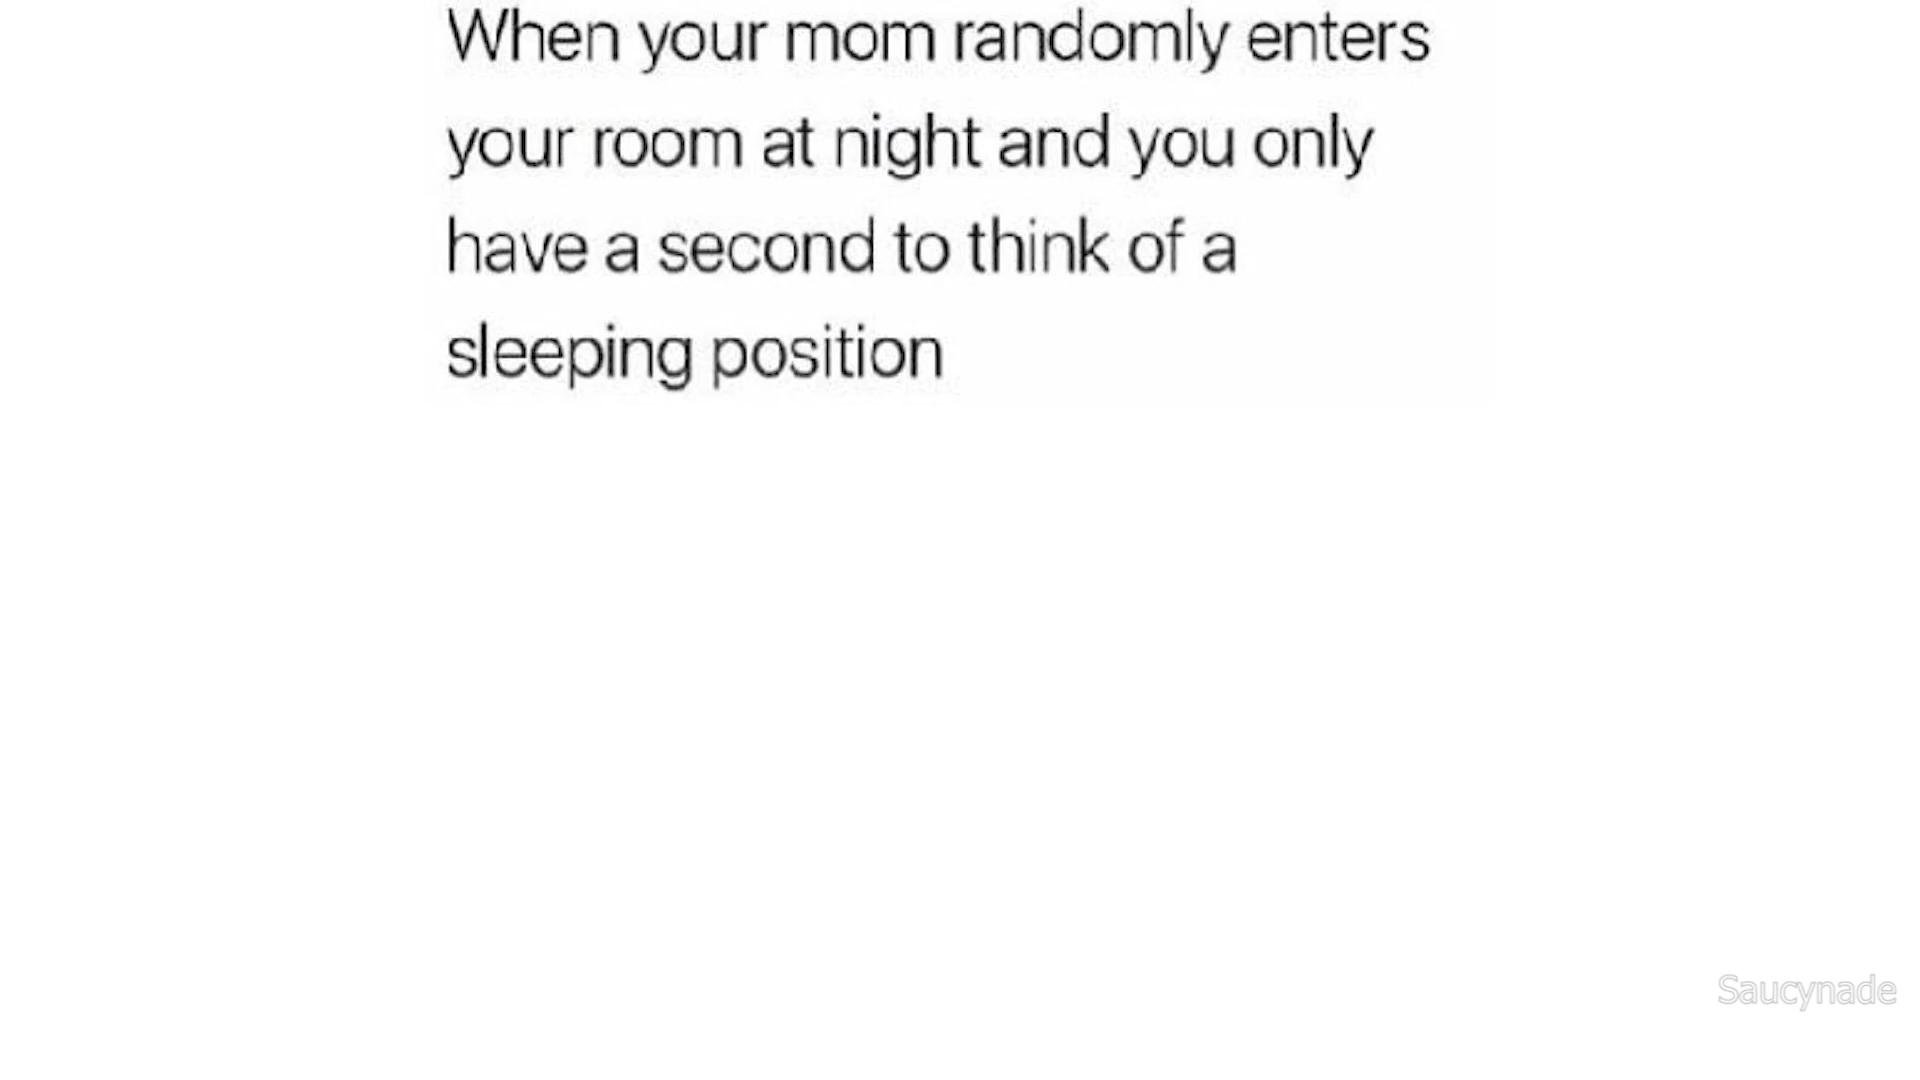 When your mom randomly enters
your room at night and you only
have a second to think of a
sleeping position
Saucynade